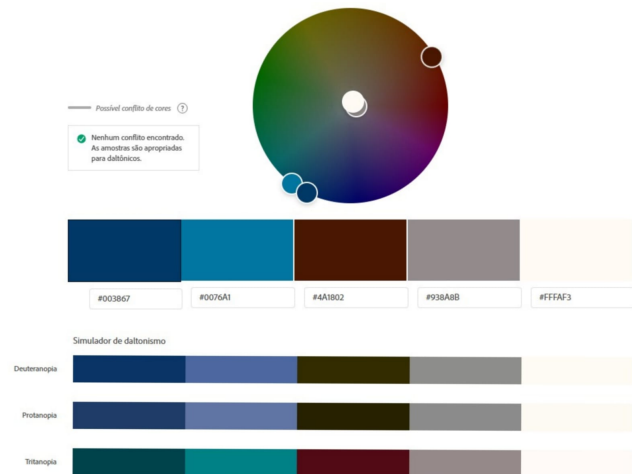 Possível conflito de cores ?
Nenhum conflito encontrado.
As amostras são apropriadas
para daltônicos.
#003867
#0076A1
#4A1802
#938A8B
#FFFAF3
Simulador de daltonismo
Deuteranopia
Protanopia
Tritanopia